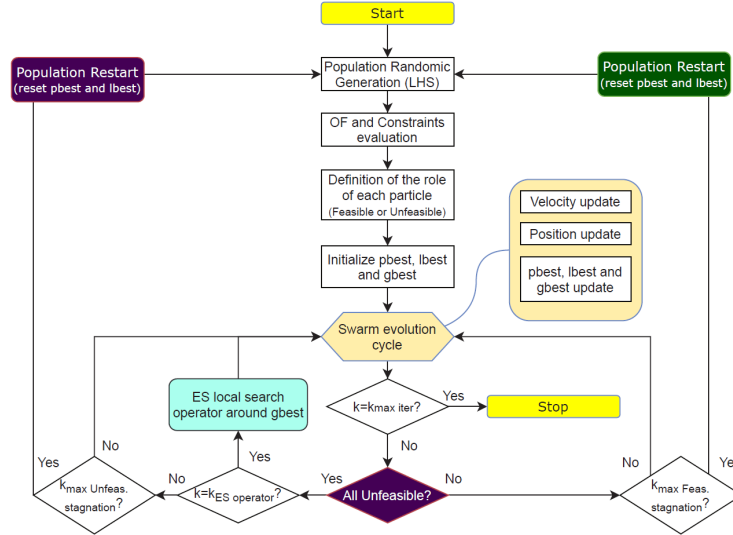 Start
Population Restart
(reset pbest and lbest)
Population Randomic
Generation (LHS)
Population Restart
(reset pbest and lbest)
OF and Constraints
evaluation
Definition of the role
of each particle
(Feasible or Unfeasible)
Velocity update
Position update
pbest, lbest and
gbest update
Initialize pbest, lbest
and gbest
Swarm evolution
cycle
ES local search
operator around gbest
k=kmax iter?
Yes
Stop
No
No
Yes
Yes
No
kmax Unfeas.
stagnation?
No
k=kES operator?
Yes
All Unfeasible?
No
No
kmax Feas.
stagnation?
Ye